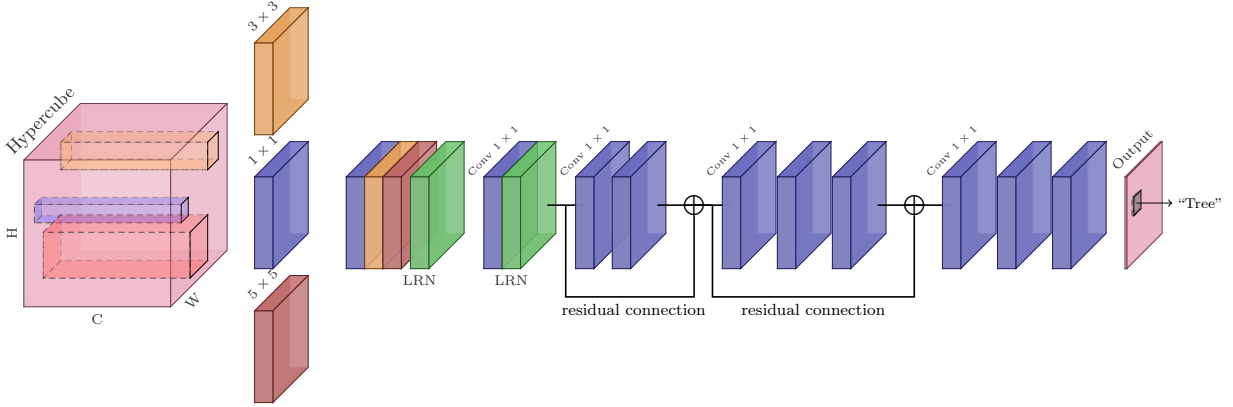 3 × 3
Hypercube
1 × 1
5 × 5
H
W
C
LRN
Conv 1 × 1
LRN
Conv 1 × 1
residual connection
Conv 1 × 1
residual connection
Conv 1 × 1
Output
“Tree”